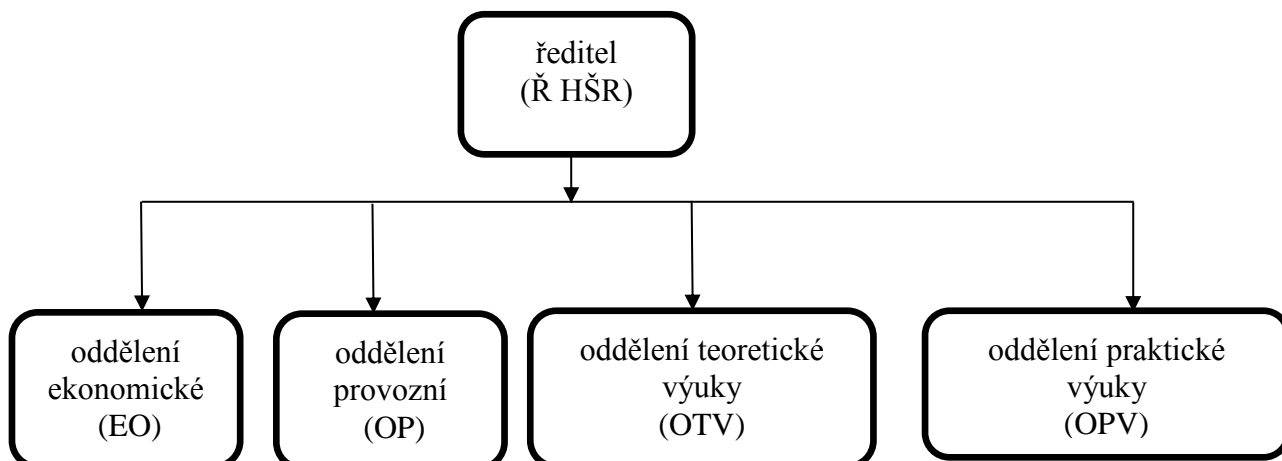 ředitel
(Ř HŠR)
oddělení
ekonomické
(EO)
oddělení
provozní
(OP)
oddělení teoretické
výuky
(OTV)
oddělení praktické
výuky
(OPV)